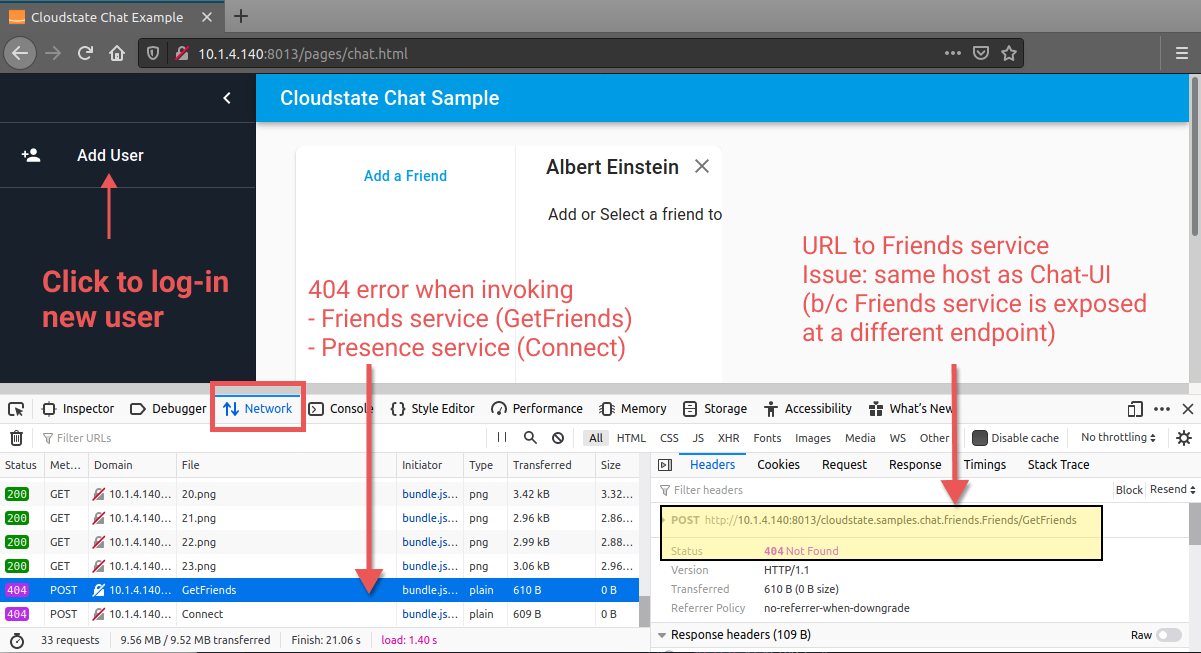 Cloudstate Chat Example
10.1.4.140:8013/pages/chat.html
Cloudstate Chat Sample
Add User
Click to log-in
new user
Add a Friend
Albert Einstein
Add or Select a friend to
404 error when invoking
- Friends service (GetFriends)
- Presence service (Connect)
URL to Friends service
Issue: same host as Chat-UI
(b/c Friends service is exposed
at a different endpoint)
Inspector Debugger Network Console Style Editor Performance Memory Storage Accessibility What's New
Filter URLs All HTML CSS JS XHR Fonts Images Media WS Other Disable cache No throttling
Status Met... Domain File Initiator Type Transferred Size
200 GET 10.1.4.140... 20.png bundle.js... png 3.42 kB 3.32...
200 GET 10.1.4.140... 21.png bundle.js... png 2.96 kB 2.86...
200 GET 10.1.4.140... 22.png bundle.js... png 2.99 kB 2.88...
200 GET 10.1.4.140... 23.png bundle.js... png 3.06 kB 2.96...
404 POST 10.1.4.140... GetFriends bundle.js... plain 610 B 0 B
404 POST 10.1.4.140... Connect bundle.js... plain 609 B 0 B
33 requests 9.56 MB / 9.52 MB transferred Finish: 21.06 s load: 1.40 s
Headers Cookies Request Response Timings Stack Trace
Filter headers Block Resend
POST http://10.1.4.140:8013/cloudstate.samples.chat.friends.Friends/GetFriends
Status 404 Not Found
Version HTTP/1.1
Transferred 610 B (0 B size)
Referrer Policy no-referrer-when-downgrade
Response headers (109 B) Raw